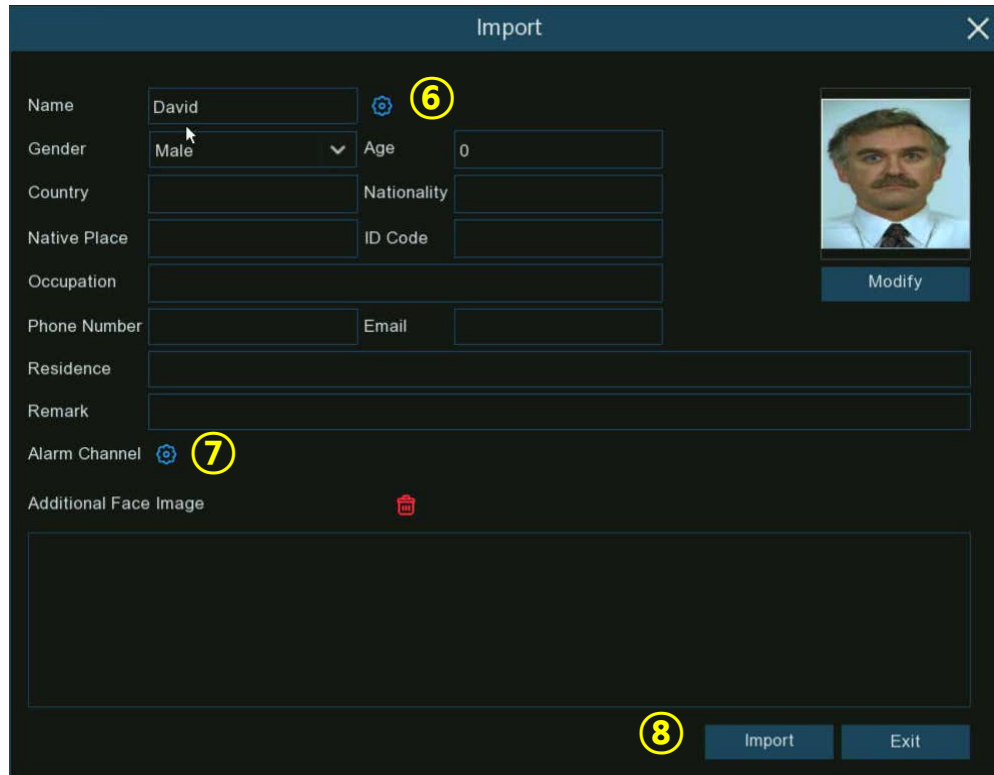 Import
Name David ⑥
Gender Male Age 0
Country Nationality
Native Place ID Code
Occupation Modify
Phone Number Email
Residence
Remark
Alarm Channel ⑦
Additional Face Image
⑧ Import Exit